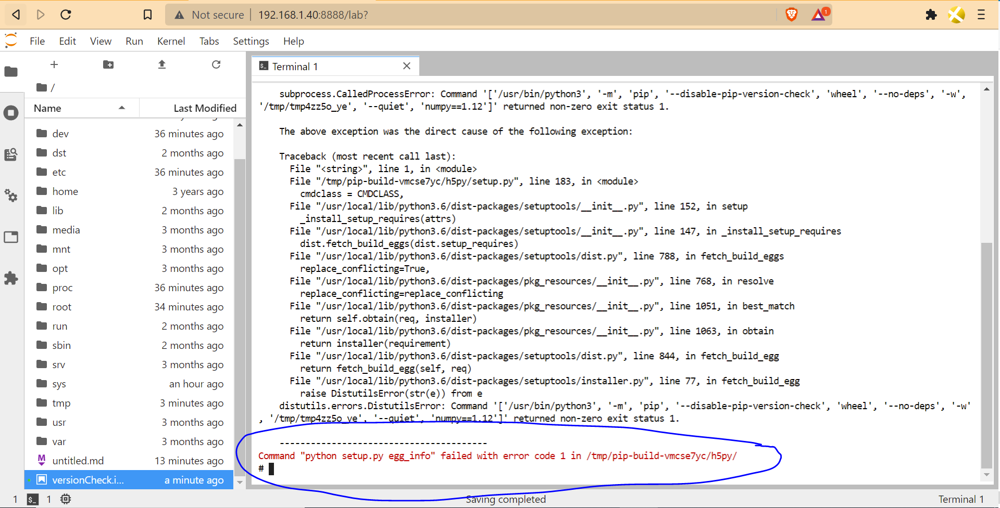 Not secure | 192.168.1.40:8888/lab?
1
File Edit View Run Kernel Tabs Settings Help
$_ Terminal 1
/
Name Last Modified
dev 36 minutes ago
dst 2 months ago
etc 36 minutes ago
home 3 years ago
lib 2 months ago
media 3 months ago
mnt 3 months ago
opt 3 months ago
proc 36 minutes ago
root 34 minutes ago
run 2 months ago
sbin 2 months ago
srv 3 months ago
sys an hour ago
tmp 3 minutes ago
usr 3 months ago
var 3 months ago
M untitled.md 13 minutes ago
versionCheck.i... a minute ago
subprocess.CalledProcessError: Command '['/usr/bin/python3', '-m', 'pip', '--disable-pip-version-check', 'wheel', '--no-deps', '-w',
'/tmp/tmp4zz5o_ye', '--quiet', 'numpy==1.12']' returned non-zero exit status 1.
The above exception was the direct cause of the following exception:
Traceback (most recent call last):
File "<string>", line 1, in <module>
File "/tmp/pip-build-vmcse7yc/h5py/setup.py", line 183, in <module>
cmdclass = CMDCLASS,
File "/usr/local/lib/python3.6/dist-packages/setuptools/__init__.py", line 152, in setup
_install_setup_requires(attrs)
File "/usr/local/lib/python3.6/dist-packages/setuptools/__init__.py", line 147, in _install_setup_requires
dist.fetch_build_eggs(dist.setup_requires)
File "/usr/local/lib/python3.6/dist-packages/setuptools/dist.py", line 788, in fetch_build_eggs
replace_conflicting=True,
File "/usr/local/lib/python3.6/dist-packages/pkg_resources/__init__.py", line 768, in resolve
replace_conflicting=replace_conflicting
File "/usr/local/lib/python3.6/dist-packages/pkg_resources/__init__.py", line 1051, in best_match
return self.obtain(req, installer)
File "/usr/local/lib/python3.6/dist-packages/pkg_resources/__init__.py", line 1063, in obtain
return installer(requirement)
File "/usr/local/lib/python3.6/dist-packages/setuptools/dist.py", line 844, in fetch_build_egg
return fetch_build_egg(self, req)
File "/usr/local/lib/python3.6/dist-packages/setuptools/installer.py", line 77, in fetch_build_egg
raise DistutilsError(str(e)) from e
distutils.errors.DistutilsError: Command '['/usr/bin/python3', '-m', 'pip', '--disable-pip-version-check', 'wheel', '--no-deps', '-w'
, '/tmp/tmp4zz5o_ye', '--quiet', 'numpy==1.12']' returned non-zero exit status 1.
----------------------------------------
Command "python setup.py egg_info" failed with error code 1 in /tmp/pip-build-vmcse7yc/h5py/
#
1 $_ 1 Saving completed Terminal 1